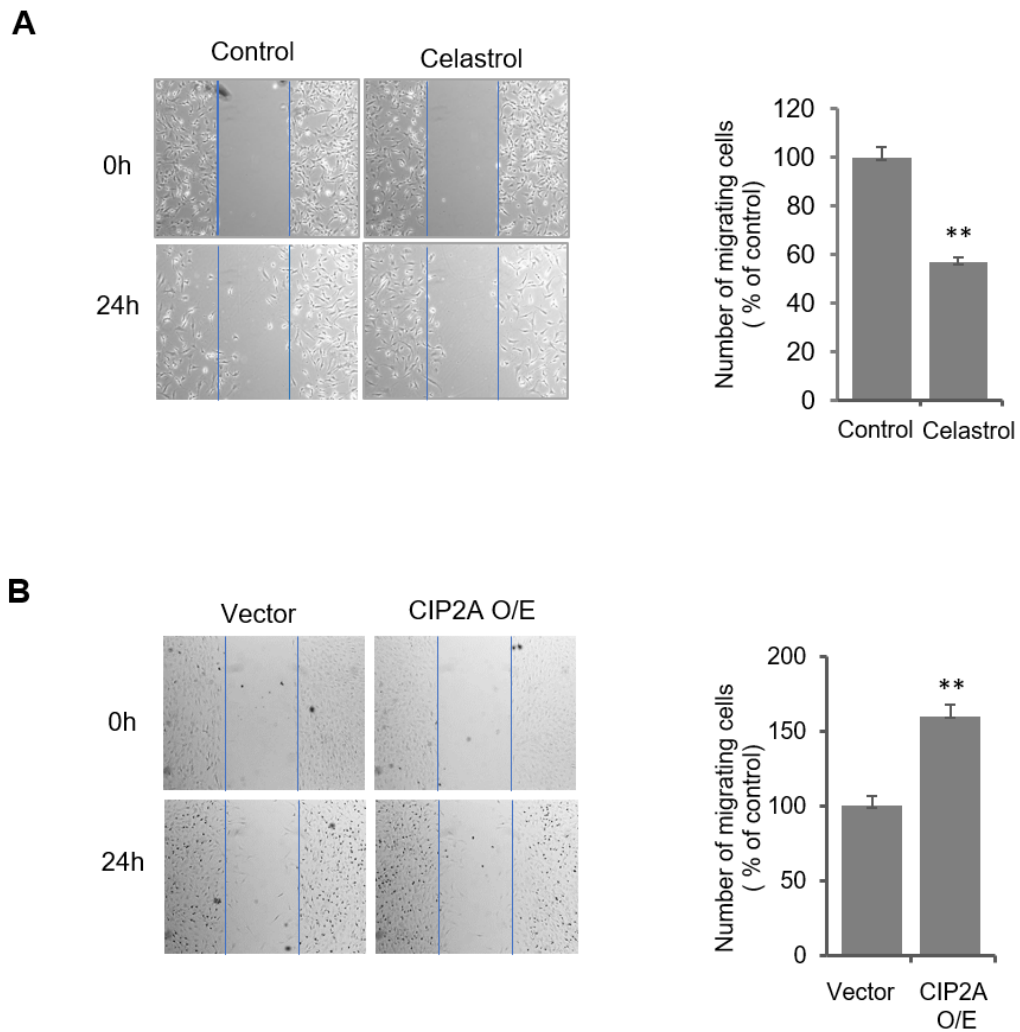 A
Control
Celastrol
0h
24h
Number of migrating cells
( % of control)
120
100
80
60
40
20
0
**
Control
Celastrol
B
Vector
CIP2A O/E
0h
24h
Number of migrating cells
( % of control)
200
150
100
50
0
**
Vector
CIP2A
O/E